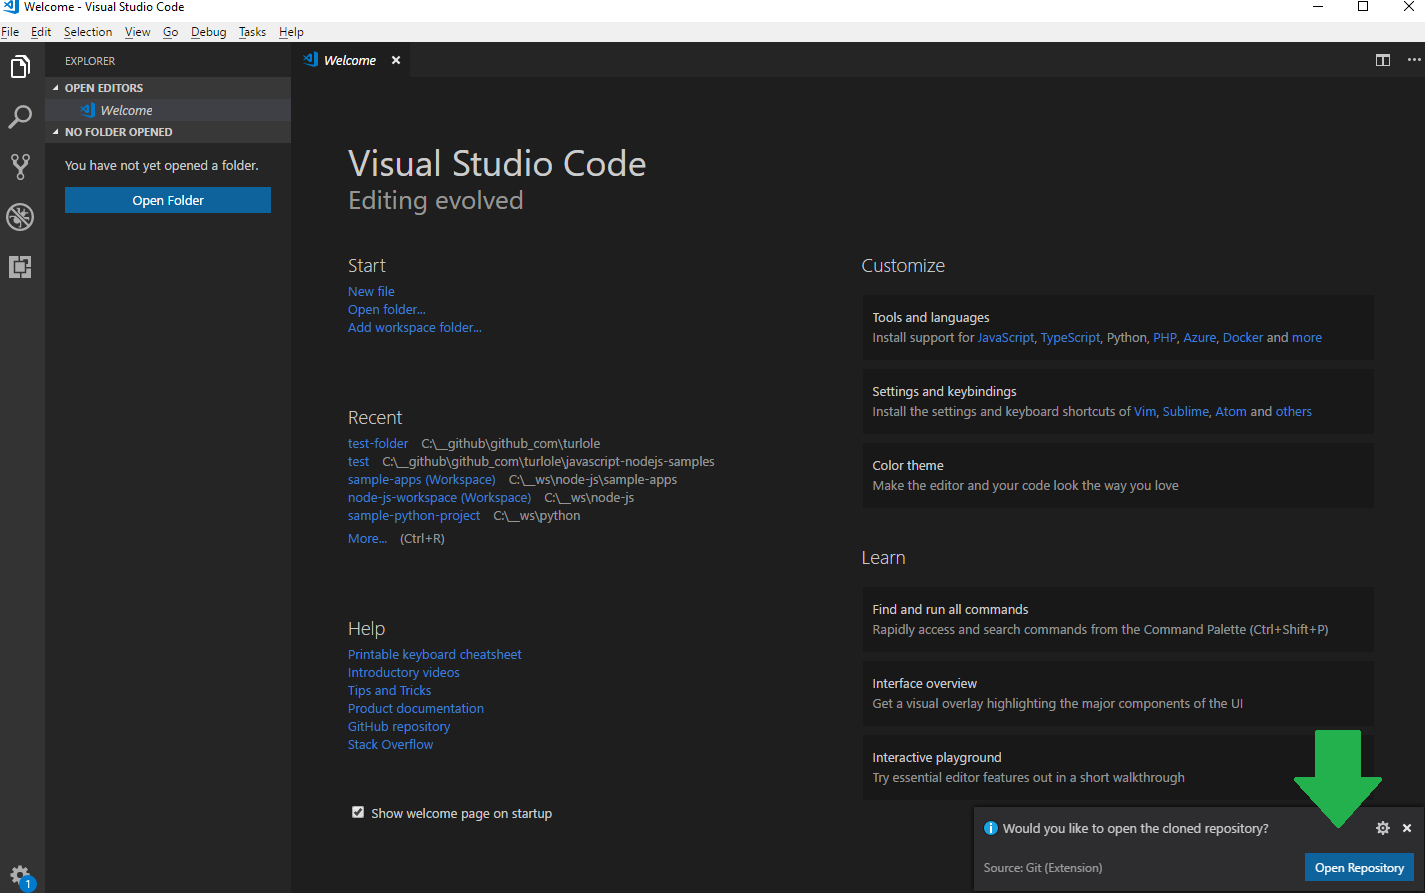 Welcome - Visual Studio Code
File Edit Selection View Go Debug Tasks Help
EXPLORER
OPEN EDITORS
Welcome
NO FOLDER OPENED
You have not yet opened a folder.
Open Folder
1
Welcome
Visual Studio Code
Editing evolved
Start
New file
Open folder...
Add workspace folder...
Recent
test-folder C:\__github\github_com\turlole
test C:\__github\github_com\turlole\javascript-nodejs-samples
sample-apps (Workspace) C:\__ws\node-js\sample-apps
node-js-workspace (Workspace) C:\__ws\node-js
sample-python-project C:\__ws\python
More... (Ctrl+R)
Help
Printable keyboard cheatsheet
Introductory videos
Tips and Tricks
Product documentation
GitHub repository
Stack Overflow
Show welcome page on startup
Customize
Tools and languages
Install support for JavaScript, TypeScript, Python, PHP, Azure, Docker and more
Settings and keybindings
Install the settings and keyboard shortcuts of Vim, Sublime, Atom and others
Color theme
Make the editor and your code look the way you love
Learn
Find and run all commands
Rapidly access and search commands from the Command Palette (Ctrl+Shift+P)
Interface overview
Get a visual overlay highlighting the major components of the UI
Interactive playground
Try essential editor features out in a short walkthrough
Would you like to open the cloned repository?
Source: Git (Extension)
Open Repository